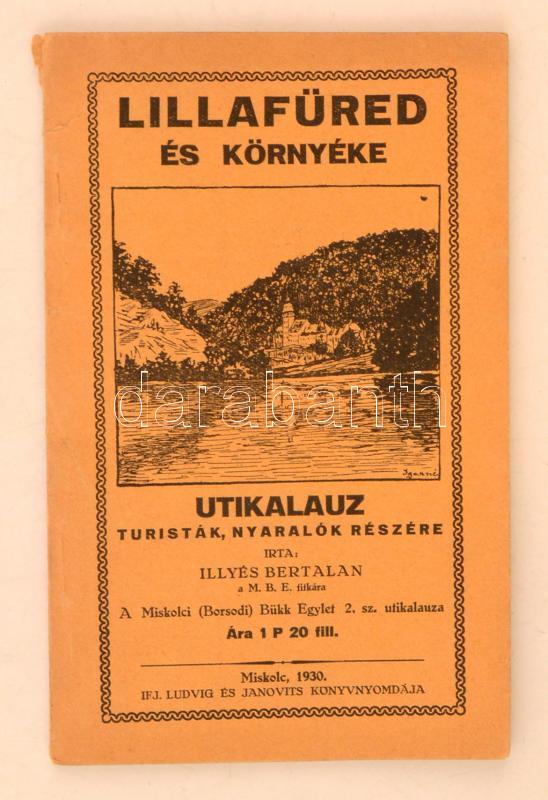 LILLAFÜRED
ÉS KÖRNYÉKE
darabanth
UTIKALAUZ
TURISTÁK, NYARALÓK RÉSZÉRE
IRTA:
ILLYÉS BERTALAN
a M. B. E. titkára
A Miskolci (Borsodi) Bükk Egylet 2. sz. utikalauza
Ára 1 P 20 fill.
Miskolc, 1930.
IFJ. LUDVIG ÉS JANOVITS KONYVNYOMDÁJA